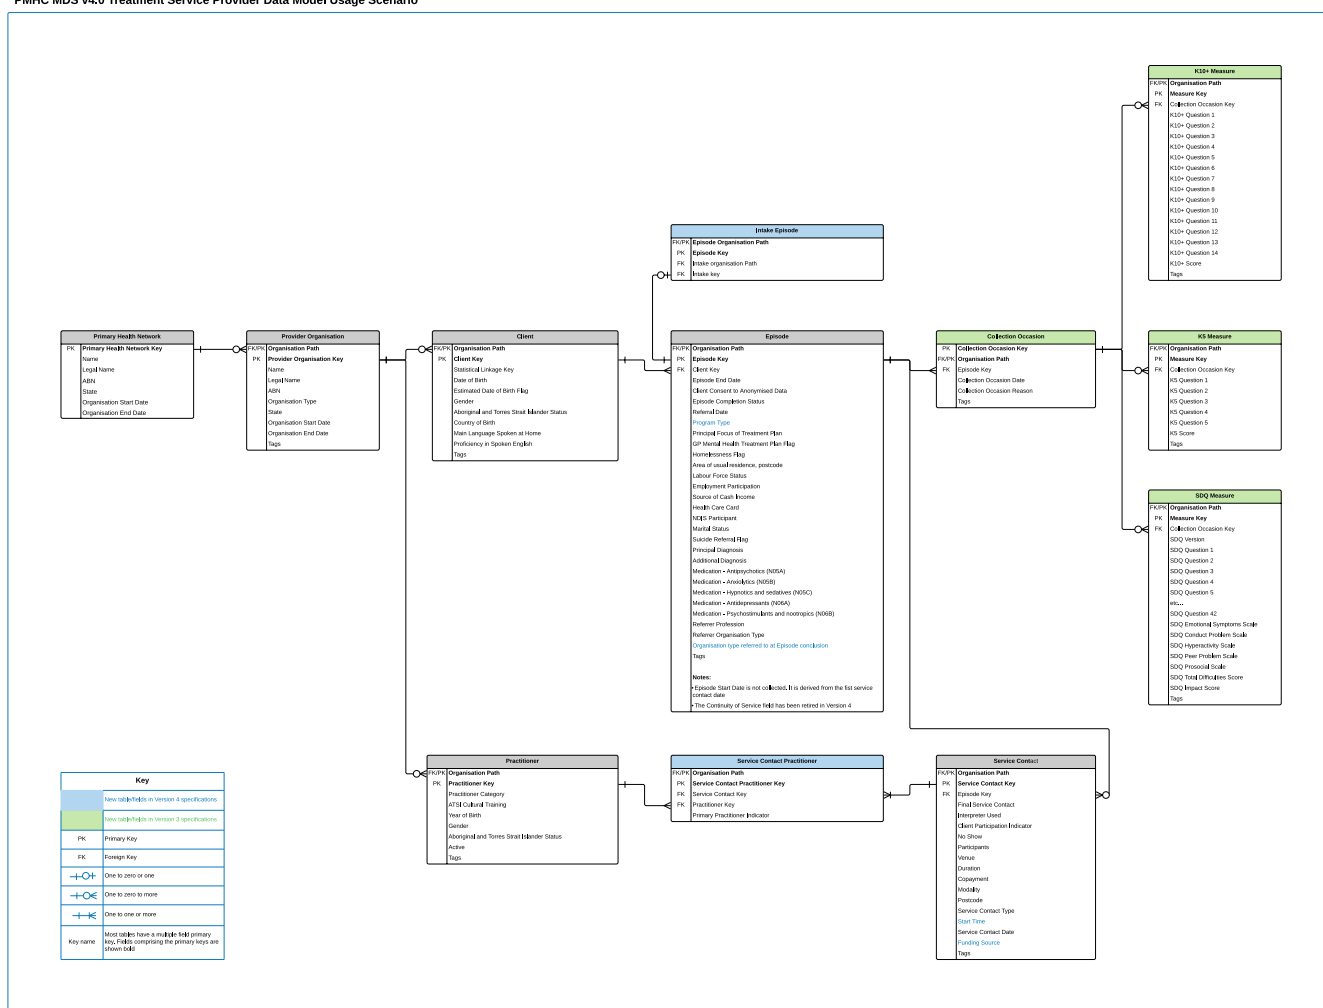 PMHC MDS V4.0 Treatment Service Provider Data Model Usage Scenario
K10+ Measure
FK/PK Organisation Path
PK Measure Key
FK Collection Occasion Key
K10+ Question 1
K10+ Question 2
K10+ Question 3
K10+ Question 4
K10+ Question 5
K10+ Question 6
K10+ Question 7
K10+ Question 8
K10+ Question 9
K10+ Question 10
K10+ Question 11
K10+ Question 12
K10+ Question 13
K10+ Question 14
K10+ Score
Tags
Intake Episode
FK/PK Episode Organisation Path
PK Episode Key
FK Intake organisation Path
FK Intake key
Primary Health Network
PK Primary Health Network Key
Name
Legal Name
ABN
State
Organisation Start Date
Organisation End Date
Provider Organisation
FK/PK Organisation Path
PK Provider Organisation Key
Name
Legal Name
ABN
Organisation Type
State
Organisation Start Date
Organisation End Date
Tags
Client
FK/PK Organisation Path
PK Client Key
Statistical Linkage Key
Date of Birth
Estimated Date of Birth Flag
Gender
Aboriginal and Torres Strait Islander Status
Country of Birth
Main Language Spoken at Home
Proficiency in Spoken English
Tags
Episode
FK/PK Organisation Path
PK Episode Key
FK Client Key
Episode End Date
Client Consent to Anonymised Data
Episode Completion Status
Referral Date
Program Type
Principal Focus of Treatment Plan
GP Mental Health Treatment Plan Flag
Homelessness Flag
Area of usual residence, postcode
Labour Force Status
Employment Participation
Source of Cash Income
Health Care Card
NDIS Participant
Marital Status
Suicide Referral Flag
Principal Diagnosis
Additional Diagnosis
Medication - Antipsychotics (N05A)
Medication - Anxiolytics (N05B)
Medication - Hypnotics and sedatives (N05C)
Medication - Antidepressants (N06A)
Medication - Psychostimulants and nootropics (N06B)
Referrer Profession
Referrer Organisation Type
Organisation type referred to at Episode conclusion
Tags
Notes:
• Episode Start Date is not collected. It is derived from the fist service
contact date
• The Continuity of Service field has been retired in Version 4
Collection Occasion
PK Collection Occasion Key
FK/PK Organisation Path
FK Episode Key
Collection Occasion Date
Collection Occasion Reason
Tags
K5 Measure
FK/PK Organisation Path
PK Measure Key
FK Collection Occasion Key
K5 Question 1
K5 Question 2
K5 Question 3
K5 Question 4
K5 Question 5
K5 Score
Tags
SDQ Measure
FK/PK Organisation Path
PK Measure Key
FK Collection Occasion Key
SDQ Version
SDQ Question 1
SDQ Question 2
SDQ Question 3
SDQ Question 4
SDQ Question 5
etc...
SDQ Question 42
SDQ Emotional Symptoms Scale
SDQ Conduct Problem Scale
SDQ Hyperactivity Scale
SDQ Peer Problem Scale
SDQ Prosocial Scale
SDQ Total Difficulties Score
SDQ Impact Score
Tags
Practitioner
FK/PK Organisation Path
PK Practitioner Key
Practitioner Category
ATSI Cultural Training
Year of Birth
Gender
Aboriginal and Torres Strait Islander Status
Active
Tags
Service Contact Practitioner
FK/PK Organisation Path
PK Service Contact Practitioner Key
FK Service Contact Key
FK Practitioner Key
Primary Practitioner Indicator
Service Contact
FK/PK Organisation Path
PK Service Contact Key
FK Episode Key
Final Service Contact
Interpreter Used
Client Participation Indicator
No Show
Participants
Venue
Duration
Copayment
Modality
Postcode
Service Contact Type
Start Time
Service Contact Date
Funding Source
Tags
Key
New table/fields in Version 4 specifications
New table/fields in Version 3 specifications
PK Primary Key
FK Foreign Key
One to zero or one
One to zero to more
One to one or more
Key name Most tables have a multiple field primary
key. Fields comprising the primary keys are
shown bold